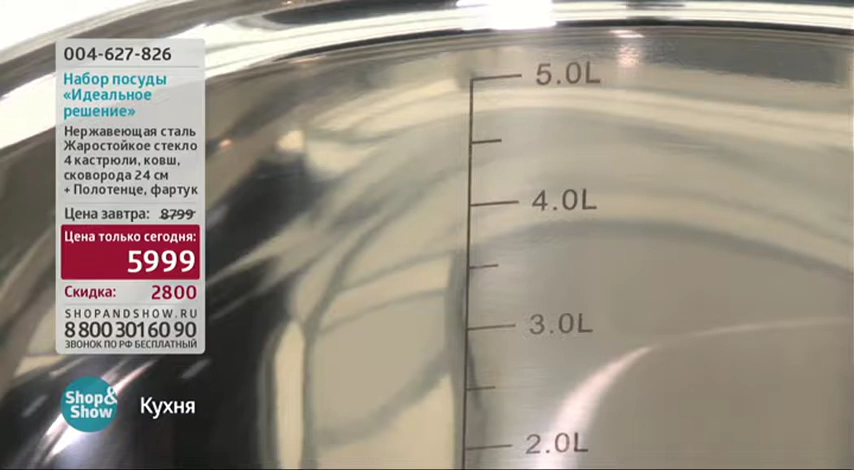 004-627-826
Набор посуды
«Идеальное
решение»
Нержавеющая сталь
Жаростойкое стекло
4 кастрюли, ковш,
сковорода 24 см
+ Полотенце, фартук
Цена завтра: 8799
Цена только сегодня:
5999
Скидка: 2800
SHOPANDSHOW.RU
8 800 301 60 90
ЗВОНОК ПО РФ БЕСПЛАТНЫЙ
Shop&
Show
Кухня
5.0L
4.0L
3.0L
2.0L